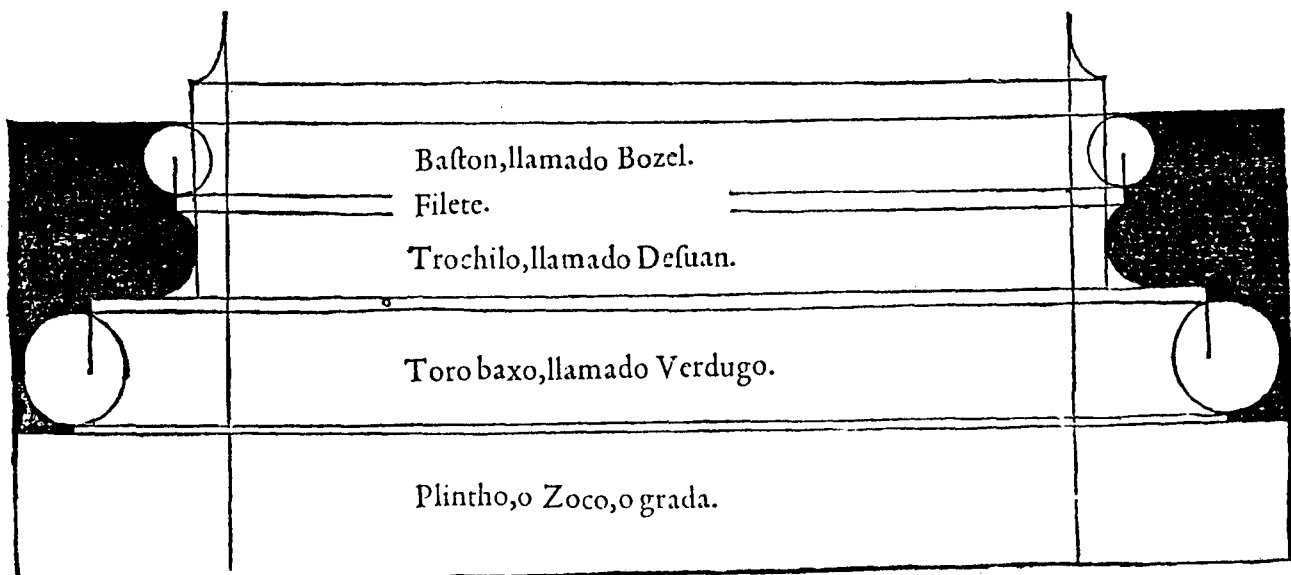 Baſton,llamado Bozel.
Filete.
Trochilo,llamado Deſuan.
Toro baxo,llamado Verdugo.
Plintho,o Zoco,o grada.